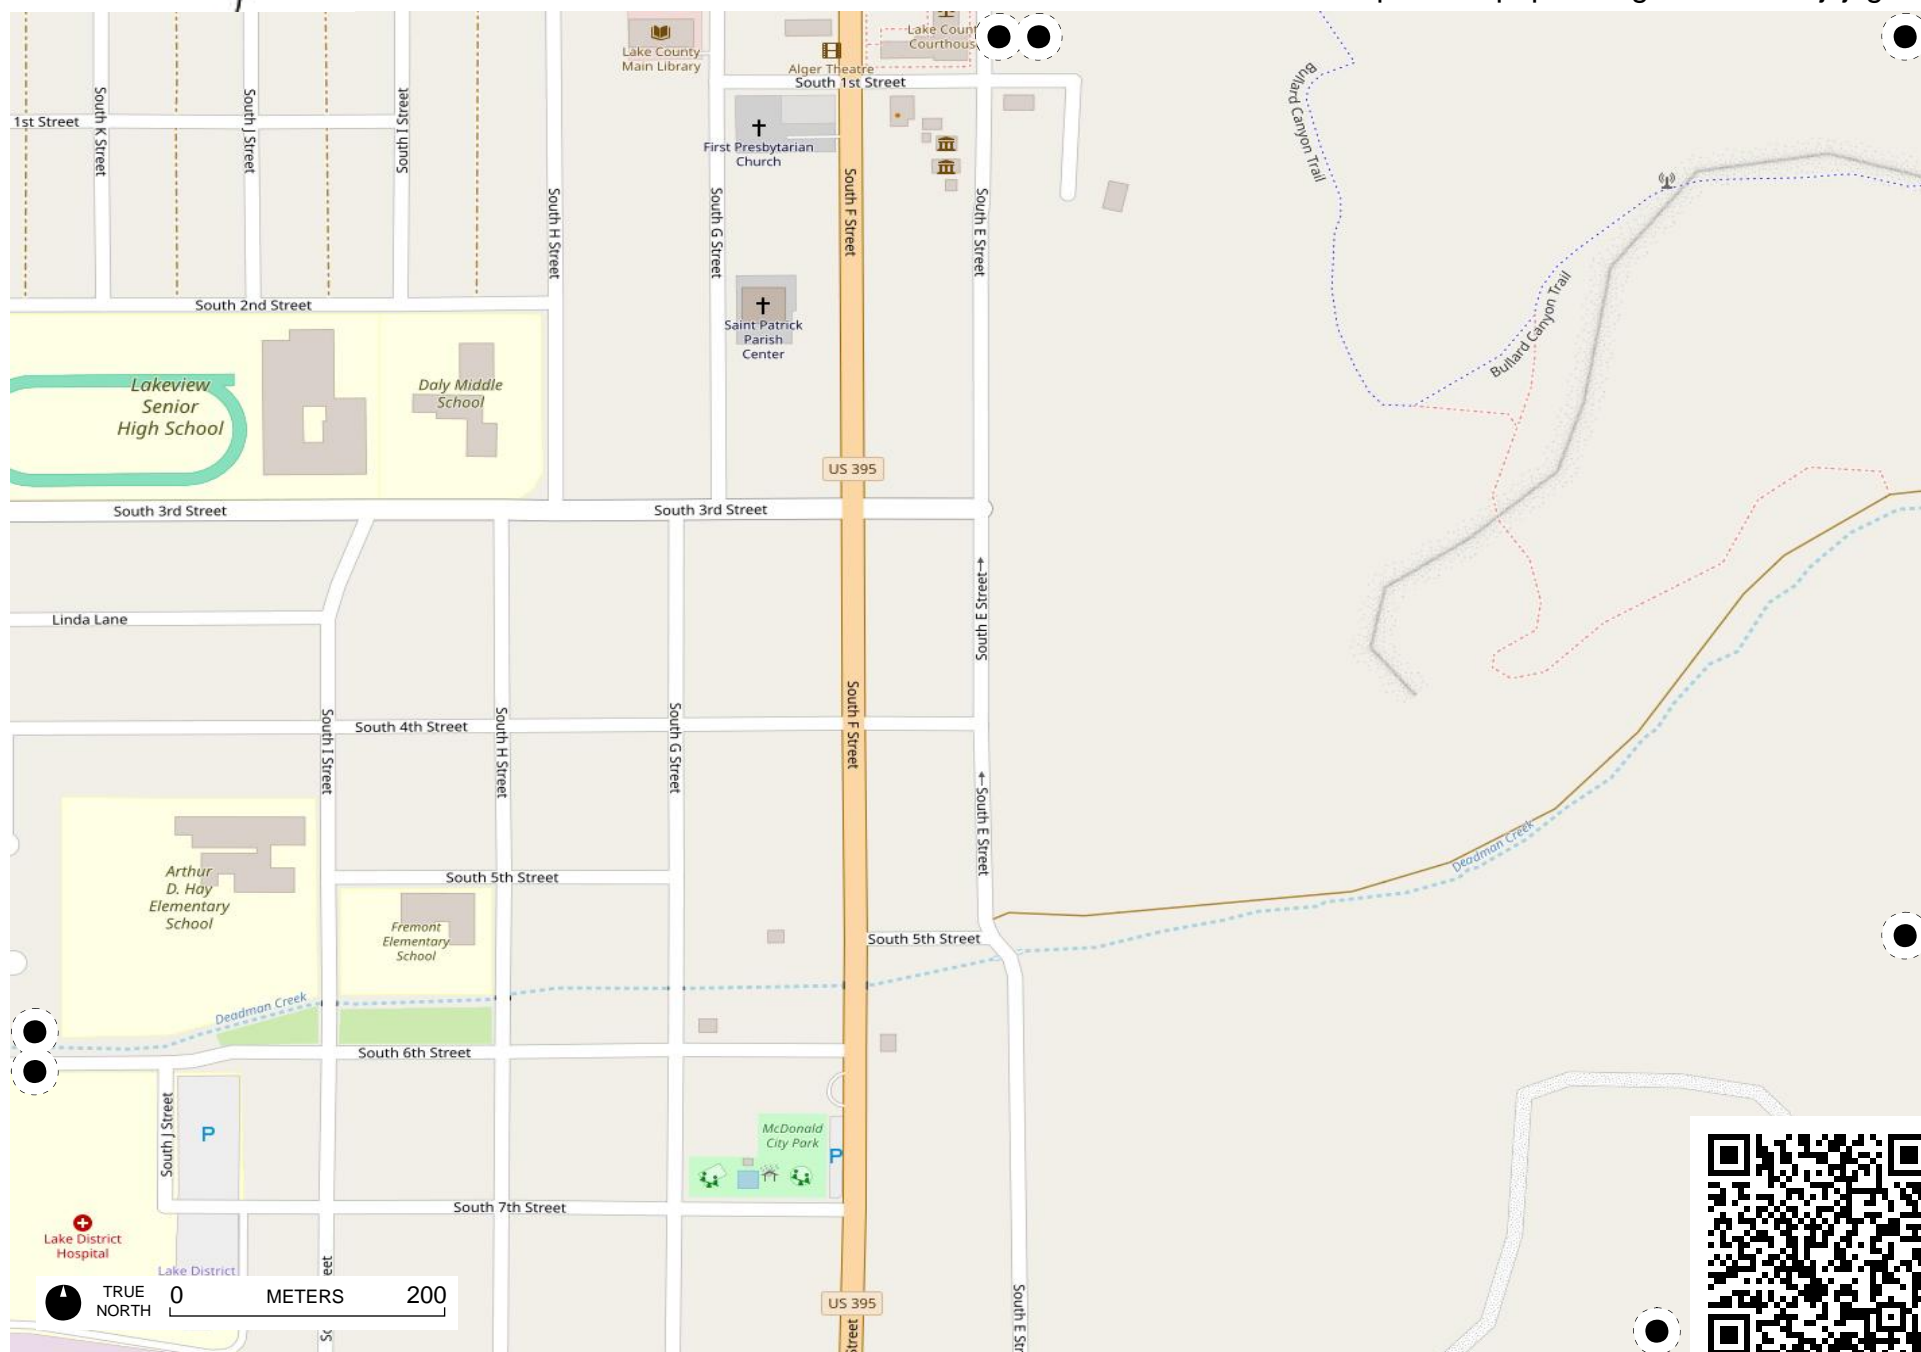 Lake County
Main Library
Alger Theatre
Courthous
South 1st Street
1st Street
South K Street
South J Street
South I Street
First Presbytarian
Church
South H Street
South G Street
South F Street
South E Street
Bullard Canyon Trail
South 2nd Street
Saint Patrick
Parish
Center
Bullard Canyon Trail
Lakeview
Senior
High School
Daly Middle
School
US 395
South 3rd Street
South 3rd Street
South E Street
Linda Lane
South I Street
South 4th Street
South H Street
South G Street
South F Street
South E Street
Deadman Creek
Arthur
D. Hay
Elementary
School
South 5th Street
Fremont
Elementary
School
South 5th Street
Deadman Creek
South 6th Street
South J Street
P
McDonald
City Park
P
South 7th Street
Lake District
Hospital
Lake District
TRUE
NORTH
0 METERS 200
US 395
South E Str